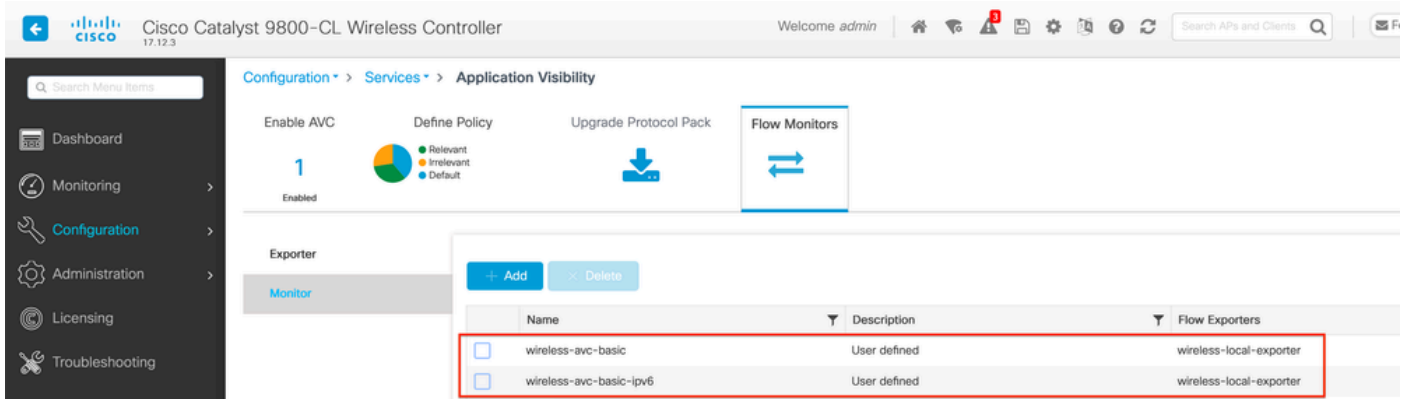 CISCO
Cisco Catalyst 9800-CL Wireless Controller
17.12.3
Welcome admin
3
Search APs and Clients
Search Menu Items
Dashboard
Monitoring
Configuration
Administration
Licensing
Troubleshooting
Configuration > Services > Application Visibility
Enable AVC
1
Enabled
Define Policy
Relevant
Irrelevant
Default
Upgrade Protocol Pack
Flow Monitors
Exporter
Monitor
+ Add
× Delete
Name Description Flow Exporters
wireless-avc-basic User defined wireless-local-exporter
wireless-avc-basic-ipv6 User defined wireless-local-exporter